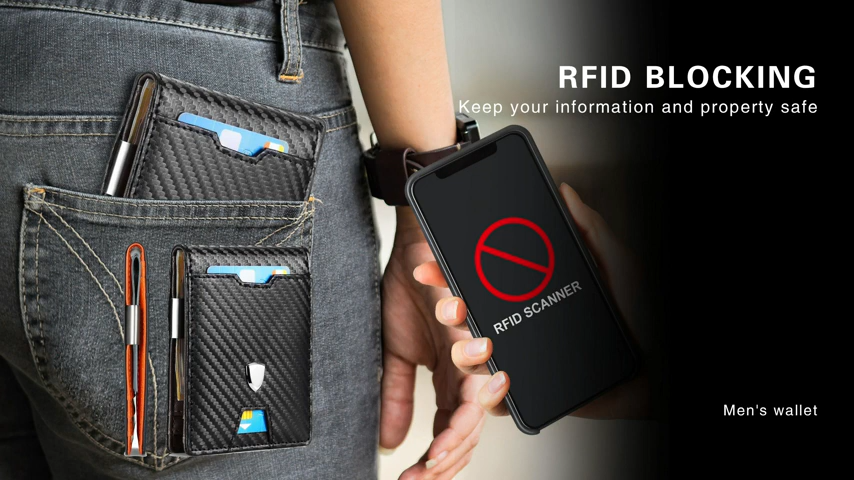 RFID BLOCKING
Keep your information and property safe
RFID SCANNER
Men's wallet